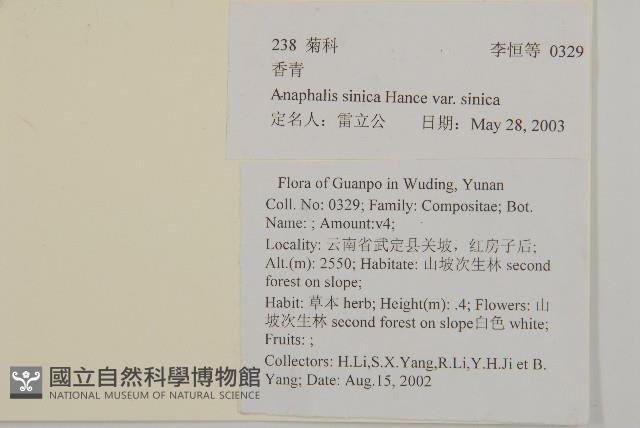 238 菊科 李恒等 0329
香青
Anaphalis sinica Hance var. sinica
定名人：雷立公 日期：May 28, 2003
Flora of Guanpo in Wuding, Yunan
Coll. No: 0329; Family: Compositae; Bot.
Name: ; Amount:v4;
Locality: 云南省武定县关坡，红房子后;
Alt.(m): 2550; Habitate: 山坡次生林 second
forest on slope;
Habit: 草本 herb; Height(m): .4; Flowers: 山
坡次生林 second forest on slope白色 white;
Fruits: ;
Collectors: H.Li,S.X.Yang,R.Li,Y.H.Ji et B.
Yang; Date: Aug.15, 2002
國立自然科學博物館
NATIONAL MUSEUM OF NATURAL SCIENCE